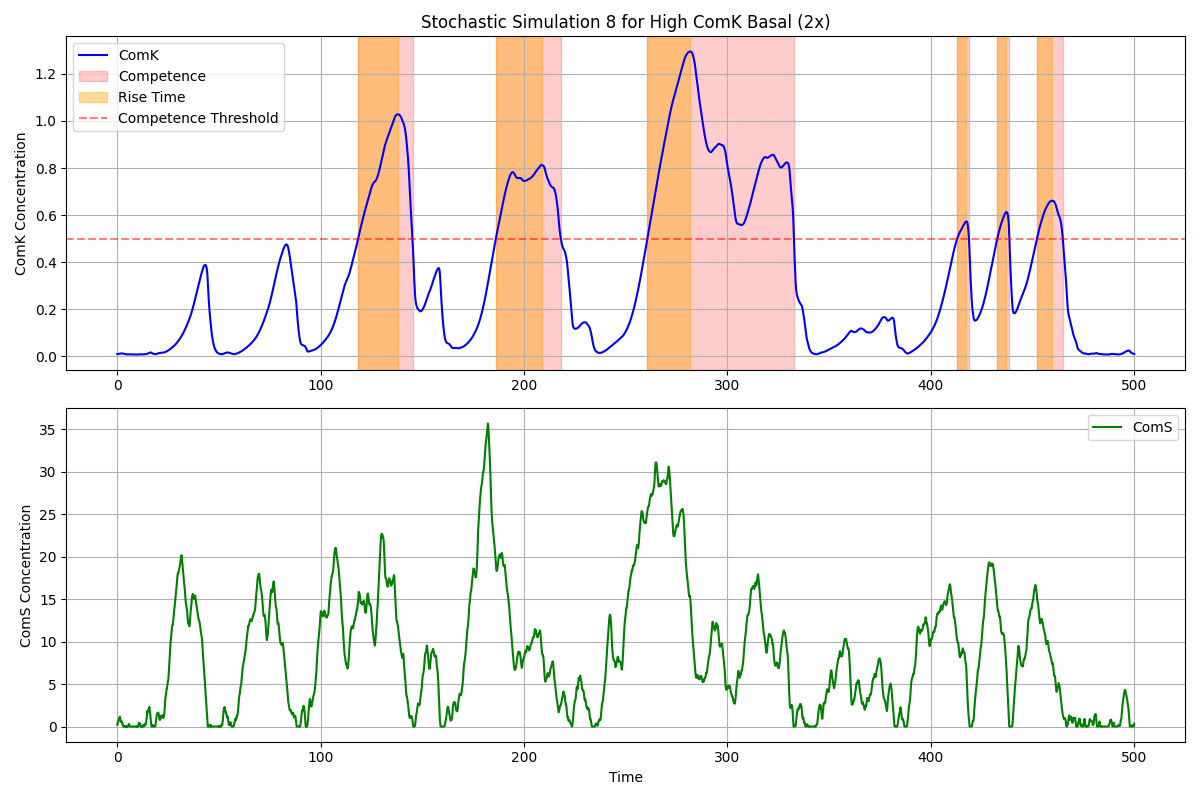 Stochastic Simulation 8 for High ComK Basal (2x)
ComK
Competence
Rise Time
Competence Threshold
ComK Concentration
1.2
1.0
0.8
0.6
0.4
0.2
0.0
0 100 200 300 400 500
ComS
ComS Concentration
35
30
25
20
15
10
5
0
0 100 200 300 400 500
Time